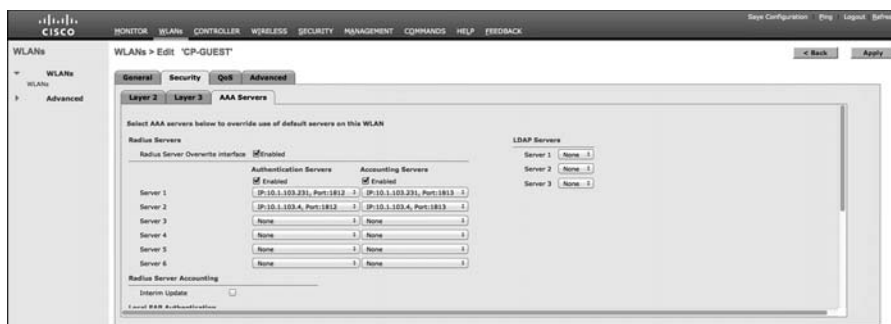 Save Configuration Ping Logout Refresh
CISCO
MONITOR WLANs CONTROLLER WIRELESS SECURITY MANAGEMENT COMMANDS HELP FEEDBACK
WLANs
WLANs > Edit 'CP-GUEST'
< Back Apply
WLANs
WLANs
Advanced
General Security QoS Advanced
Layer 2 Layer 3 AAA Servers
Select AAA servers below to override use of default servers on this WLAN
Radius Servers
LDAP Servers
Radius Server Overwrite interface Enabled
Server 1 None
Server 2 None
Server 3 None
Authentication Servers Accounting Servers
Enabled Enabled
Server 1 IP:10.1.103.231, Port:1812 IP:10.1.103.231, Port:1813
Server 2 IP:10.1.103.4, Port:1812 IP:10.1.103.4, Port:1813
Server 3 None None
Server 4 None None
Server 5 None None
Server 6 None None
Radius Server Accounting
Interim Update
Local EAP Authentication